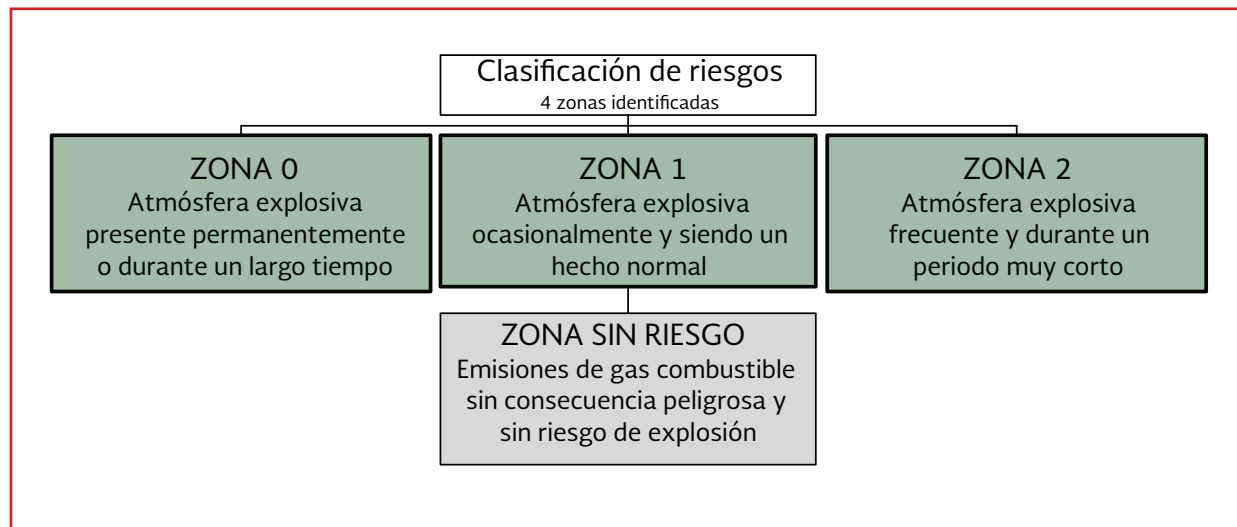 Clasificación de riesgos
4 zonas identificadas
ZONA 0
Atmósfera explosiva
presente permanentemente
o durante un largo tiempo
ZONA 1
Atmósfera explosiva
ocasionalmente y siendo un
hecho normal
ZONA 2
Atmósfera explosiva
frecuente y durante un
periodo muy corto
ZONA SIN RIESGO
Emisiones de gas combustible
sin consecuencia peligrosa y
sin riesgo de explosión